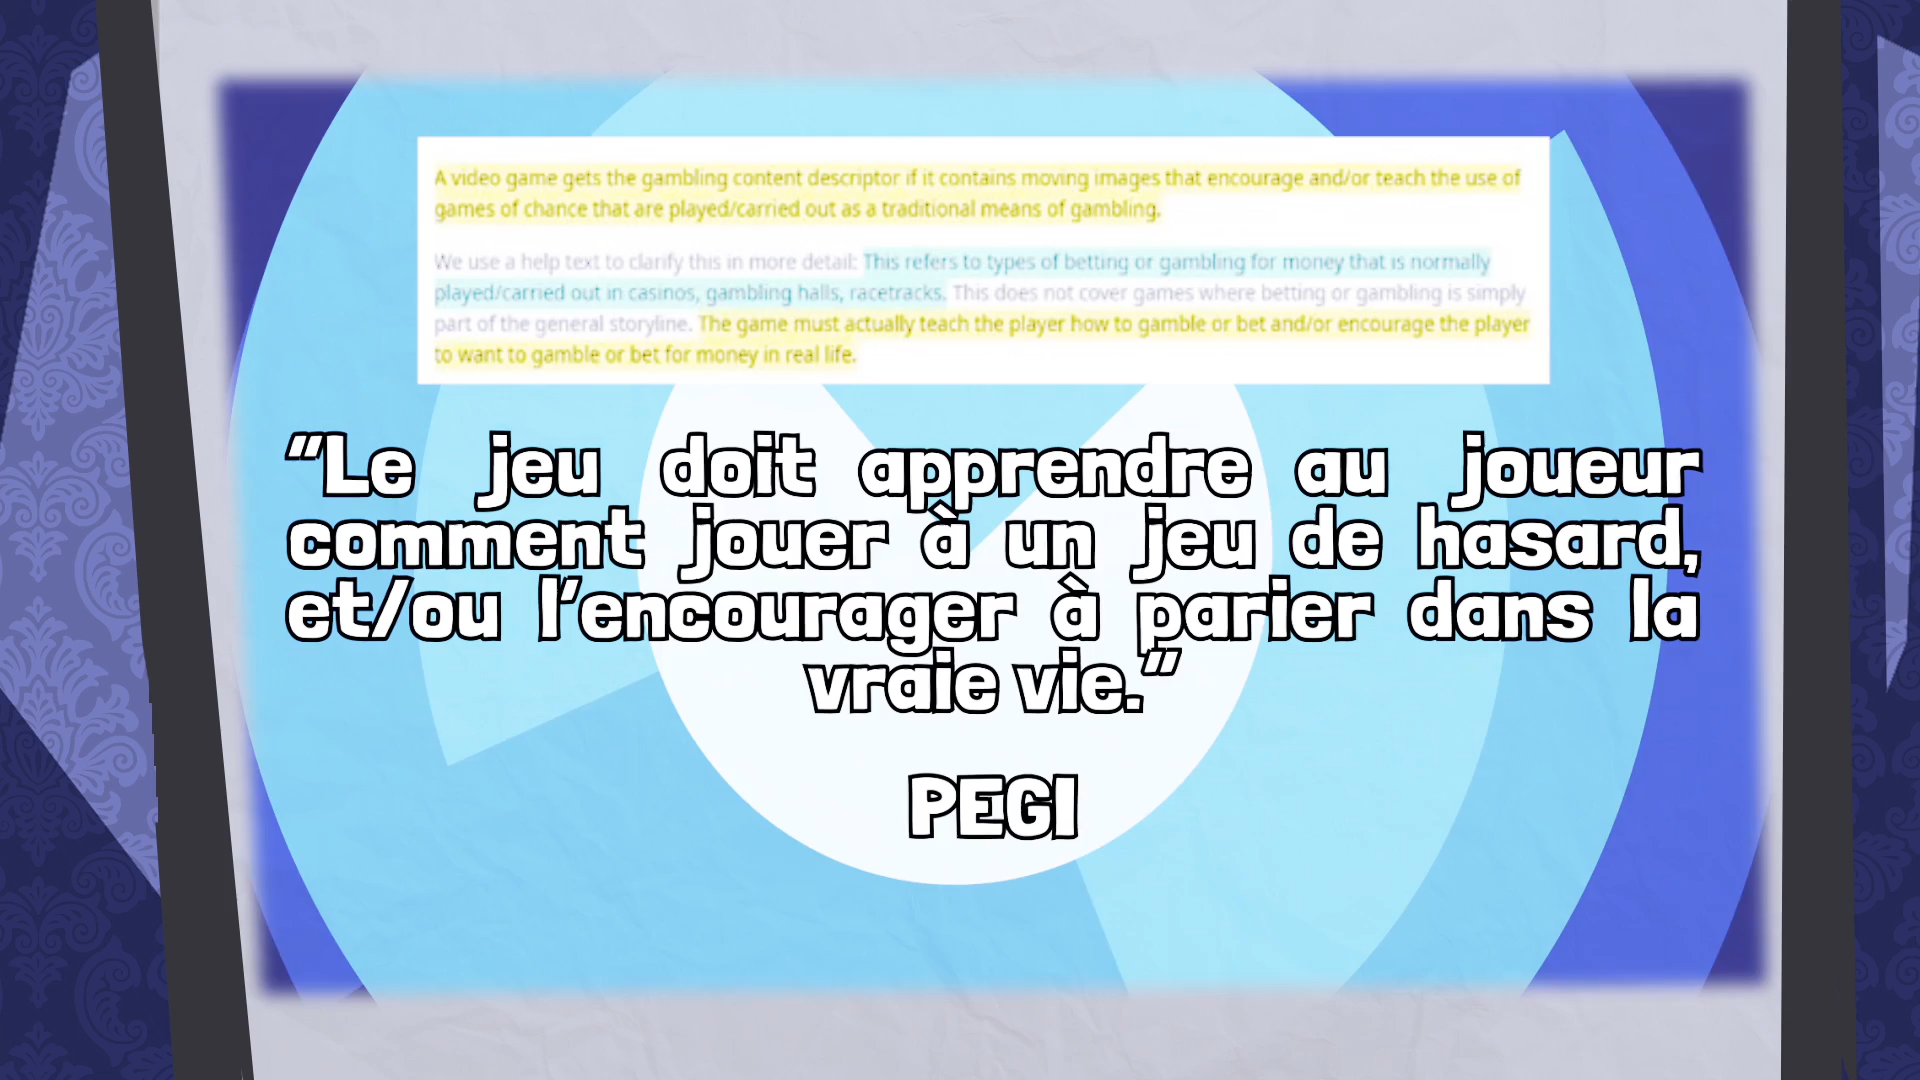 A video game gets the gambling content descriptor if it contains moving images that encourage and/or teach the use of
games of chance that are played/carried out as a traditional means of gambling.
We use a help text to clarify this in more detail: This refers to types of betting or gambling for money that is normally
played/carried out in casinos, gambling halls, racetracks. This does not cover games where betting or gambling is simply
part of the general storyline. The game must actually teach the player how to gamble or bet and/or encourage the player
to want to gamble or bet for money in real life.
“Le jeu doit apprendre au joueur
comment jouer à un jeu de hasard,
et/ou l’encourager à parier dans la
vraie vie.”
PEGI